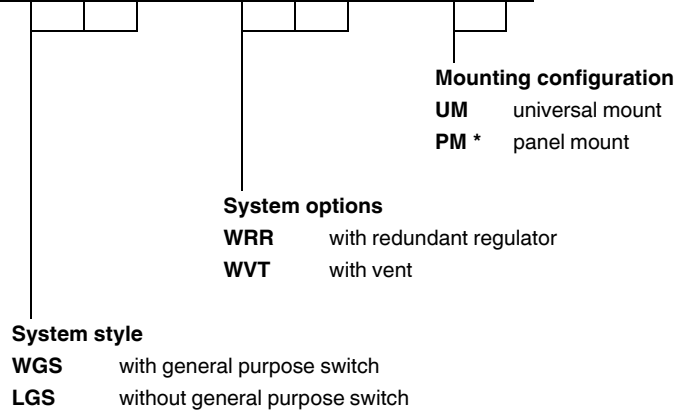 Mounting configuration
UM universal mount
PM * panel mount
System options
WRR with redundant regulator
WVT with vent
System style
WGS with general purpose switch
LGS without general purpose switch